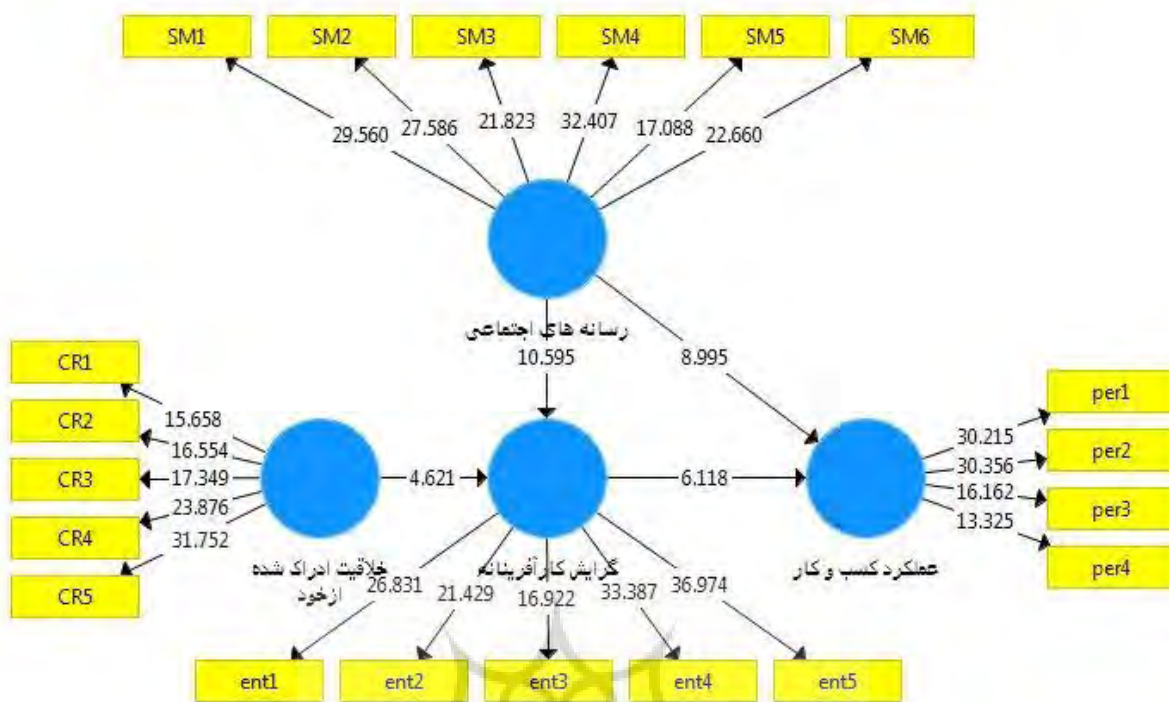 SM1 SM2 SM3 SM4 SM5 SM6
29.560 27.586 21.823 32.407 17.088 22.660
رسانه های اجتماعی
10.595 8.995
CR1
CR2
CR3
CR4
CR5
15.658
16.554
17.349
23.876
31.752
4.621 6.118
per1
per2
per3
per4
30.215
30.356
16.162
13.325
خلاقیت ادراک شده
ازخود
گرایش کارآفرینانه
عملکرد کسب و کار
26.831 21.429 16.922 33.387 36.974
ent1 ent2 ent3 ent4 ent5